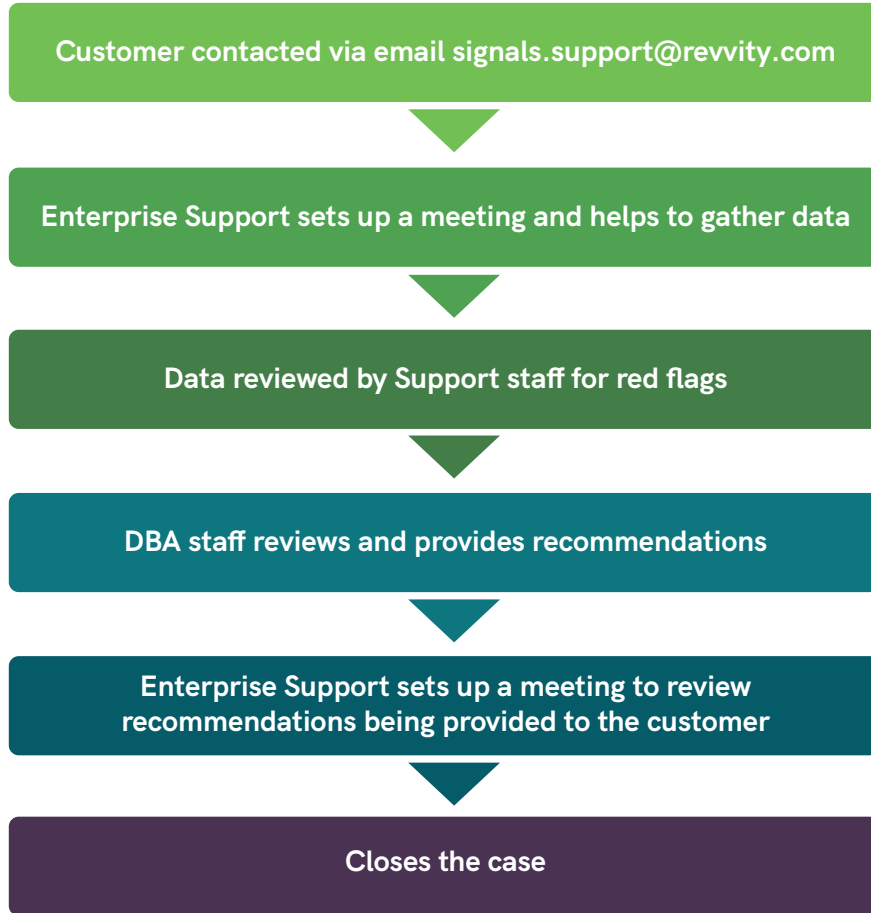 Customer contacted via email signals.support@revvity.com
Enterprise Support sets up a meeting and helps to gather data
Data reviewed by Support staff for red flags
DBA staff reviews and provides recommendations
Enterprise Support sets up a meeting to review
recommendations being provided to the customer
Closes the case